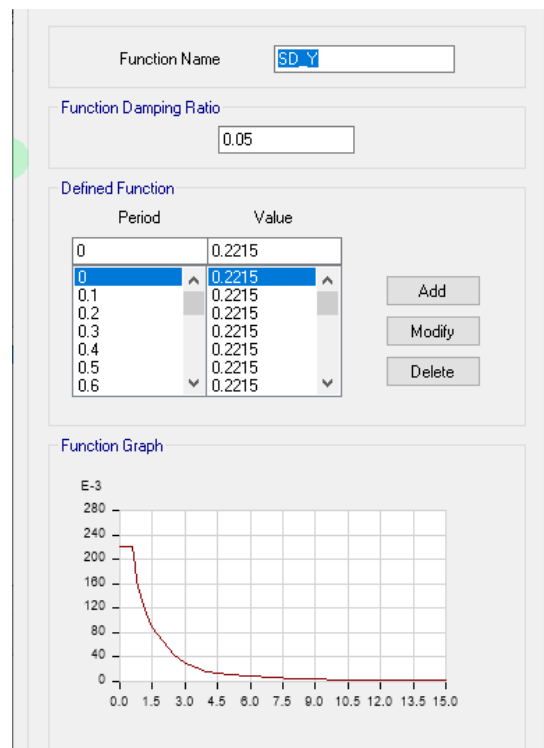 Function Name SD_Y
Function Damping Ratio
0.05
Defined Function
Period Value
0 0.2215
0 0.2215
0.1 0.2215
0.2 0.2215
0.3 0.2215
0.4 0.2215
0.5 0.2215
0.6 0.2215
Add
Modify
Delete
Function Graph
E-3
280
240
200
160
120
80
40
0
0.0 1.5 3.0 4.5 6.0 7.5 9.0 10.5 12.0 13.5 15.0